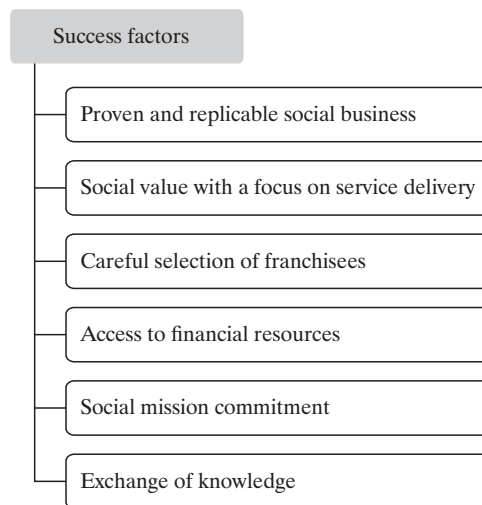 Success factors
Proven and replicable social business
Social value with a focus on service delivery
Careful selection of franchisees
Access to financial resources
Social mission commitment
Exchange of knowledge